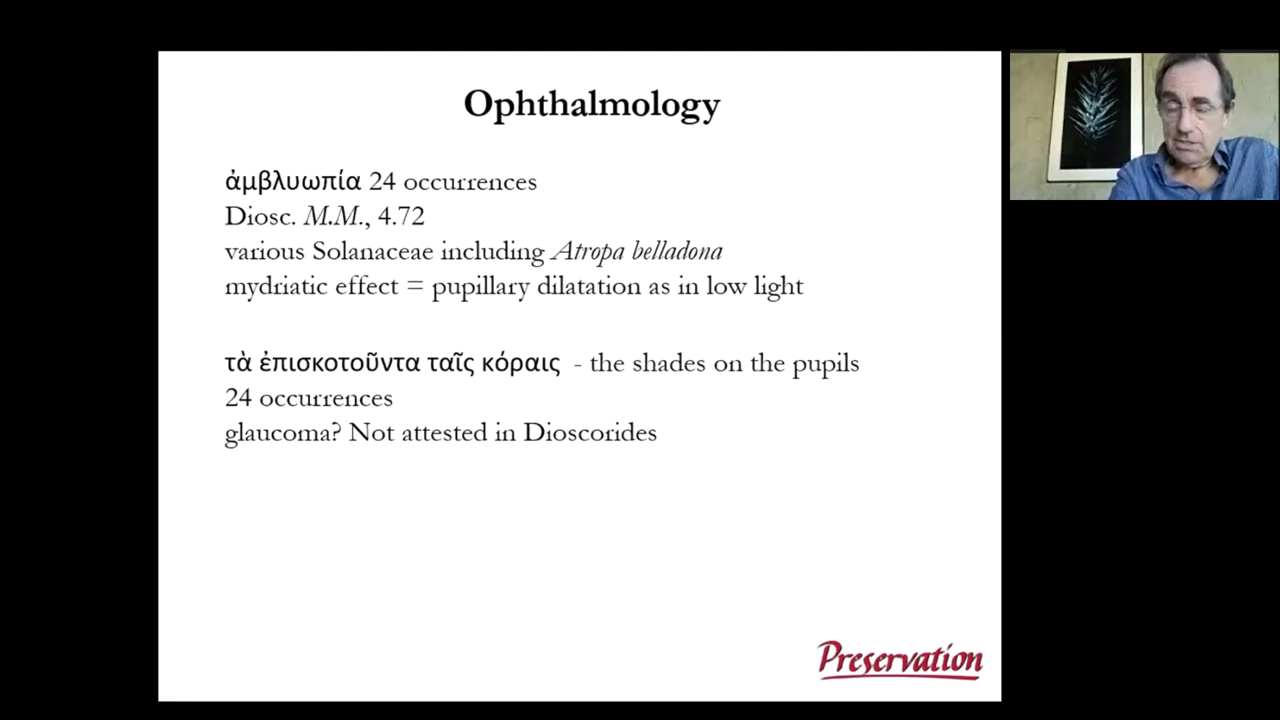 Ophthalmology
ἀμβλυωπία 24 occurrences
Diosc. M.M., 4.72
various Solanaceae including Atropa belladona
mydriatic effect = pupillary dilatation as in low light
τὰ ἐπισκοτοῦντα ταῖς κόραις - the shades on the pupils
24 occurrences
glaucoma? Not attested in Dioscorides
Preservation